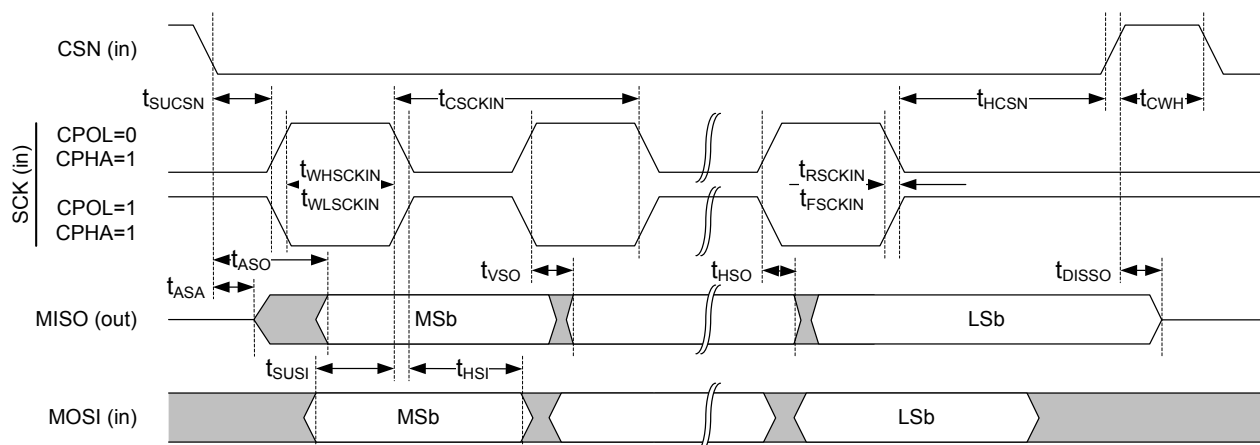 CSN (in)
tSUCSN
tCSCKIN
tHCSN
tCWH
SCK (in)
CPOL=0
CPHA=1
CPOL=1
CPHA=1
tWHSCKIN
tWLSCKIN
tRSCKIN
tFSCKIN
tASO
tASA
tVSO
tHSO
tDISSO
MISO (out)
MSb
LSb
tSUSI
tHSI
MOSI (in)
MSb
LSb